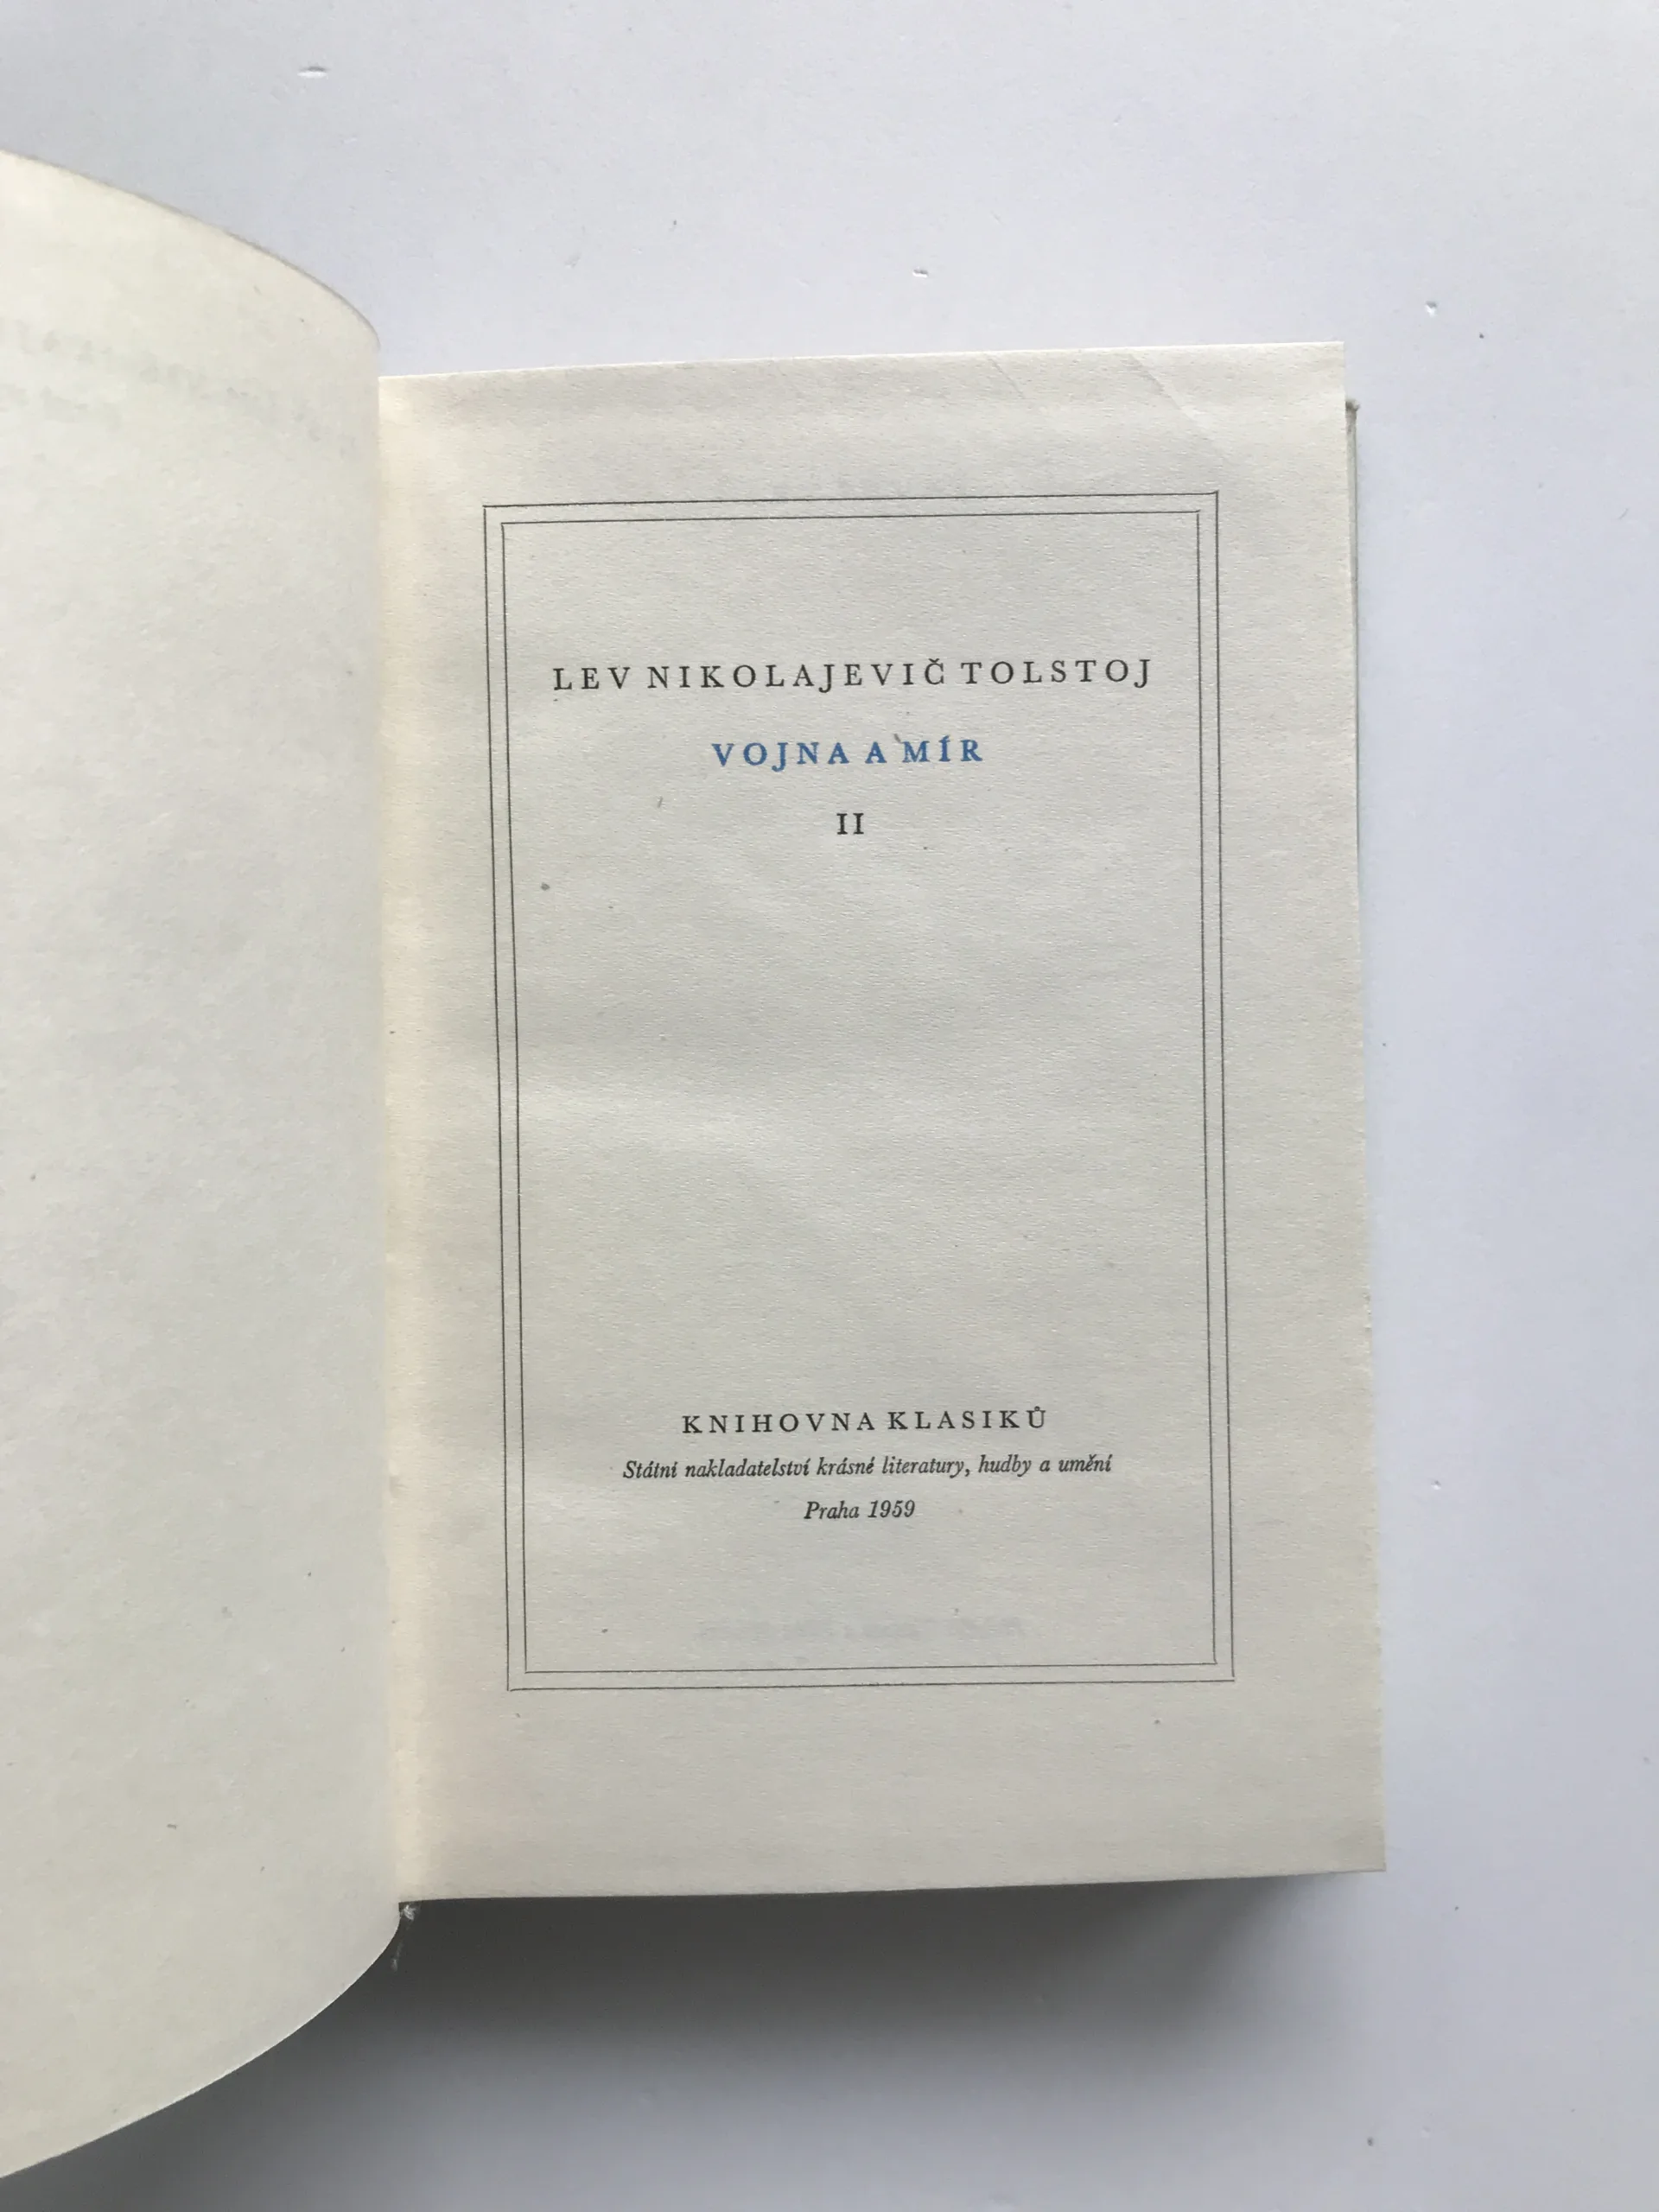 LEV NIKOLAJEVIČ TOLSTOJ
VOJNA A MÍR
II
KNIHOVNA KLASIKŮ
Státní nakladatelství krásné literatury, hudby a umění
Praha 1959